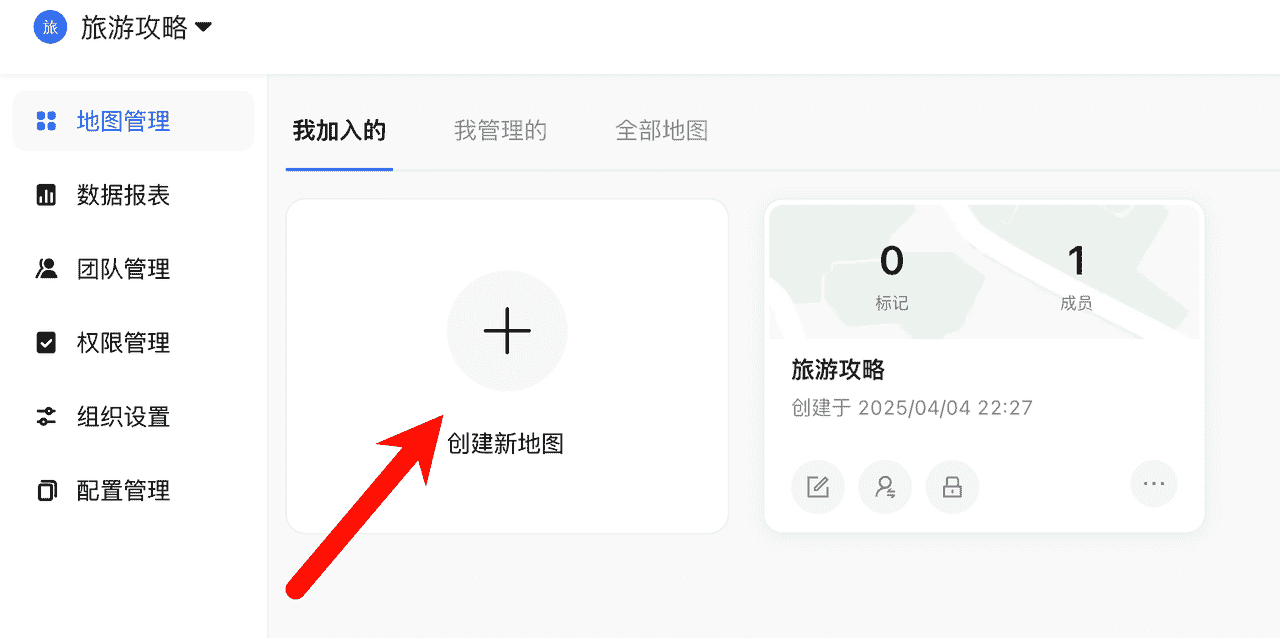 旅 旅游攻略
地图管理
数据报表
团队管理
权限管理
组织设置
配置管理
我加入的 我管理的 全部地图
创建新地图
0 1
标记 成员
旅游攻略
创建于 2025/04/04 22:27